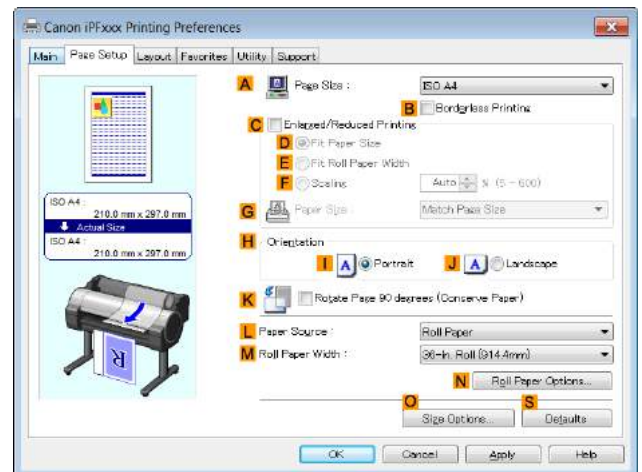 Canon iPFxxx Printing Preferences
Main Page Setup Layout Favorites Utility Support
A Page Size : ISO A4
B Borderless Printing
C Enlarged/Reduced Printing
D Fit Paper Size
E Fit Roll Paper Width
F Scaling Auto % (5 - 600)
G Paper Size : Match Page Size
ISO A4 :
210.0 mm x 297.0 mm
Actual Size
ISO A4 :
210.0 mm x 297.0 mm
H Orientation
I A Portrait J A Landscape
K Rotate Page 90 degrees (Conserve Paper)
L Paper Source : Roll Paper
M Roll Paper Width : 36-in. Roll (914.4mm)
N Roll Paper Options...
O S
Size Options... Defaults
R
OK Cancel Apply Help